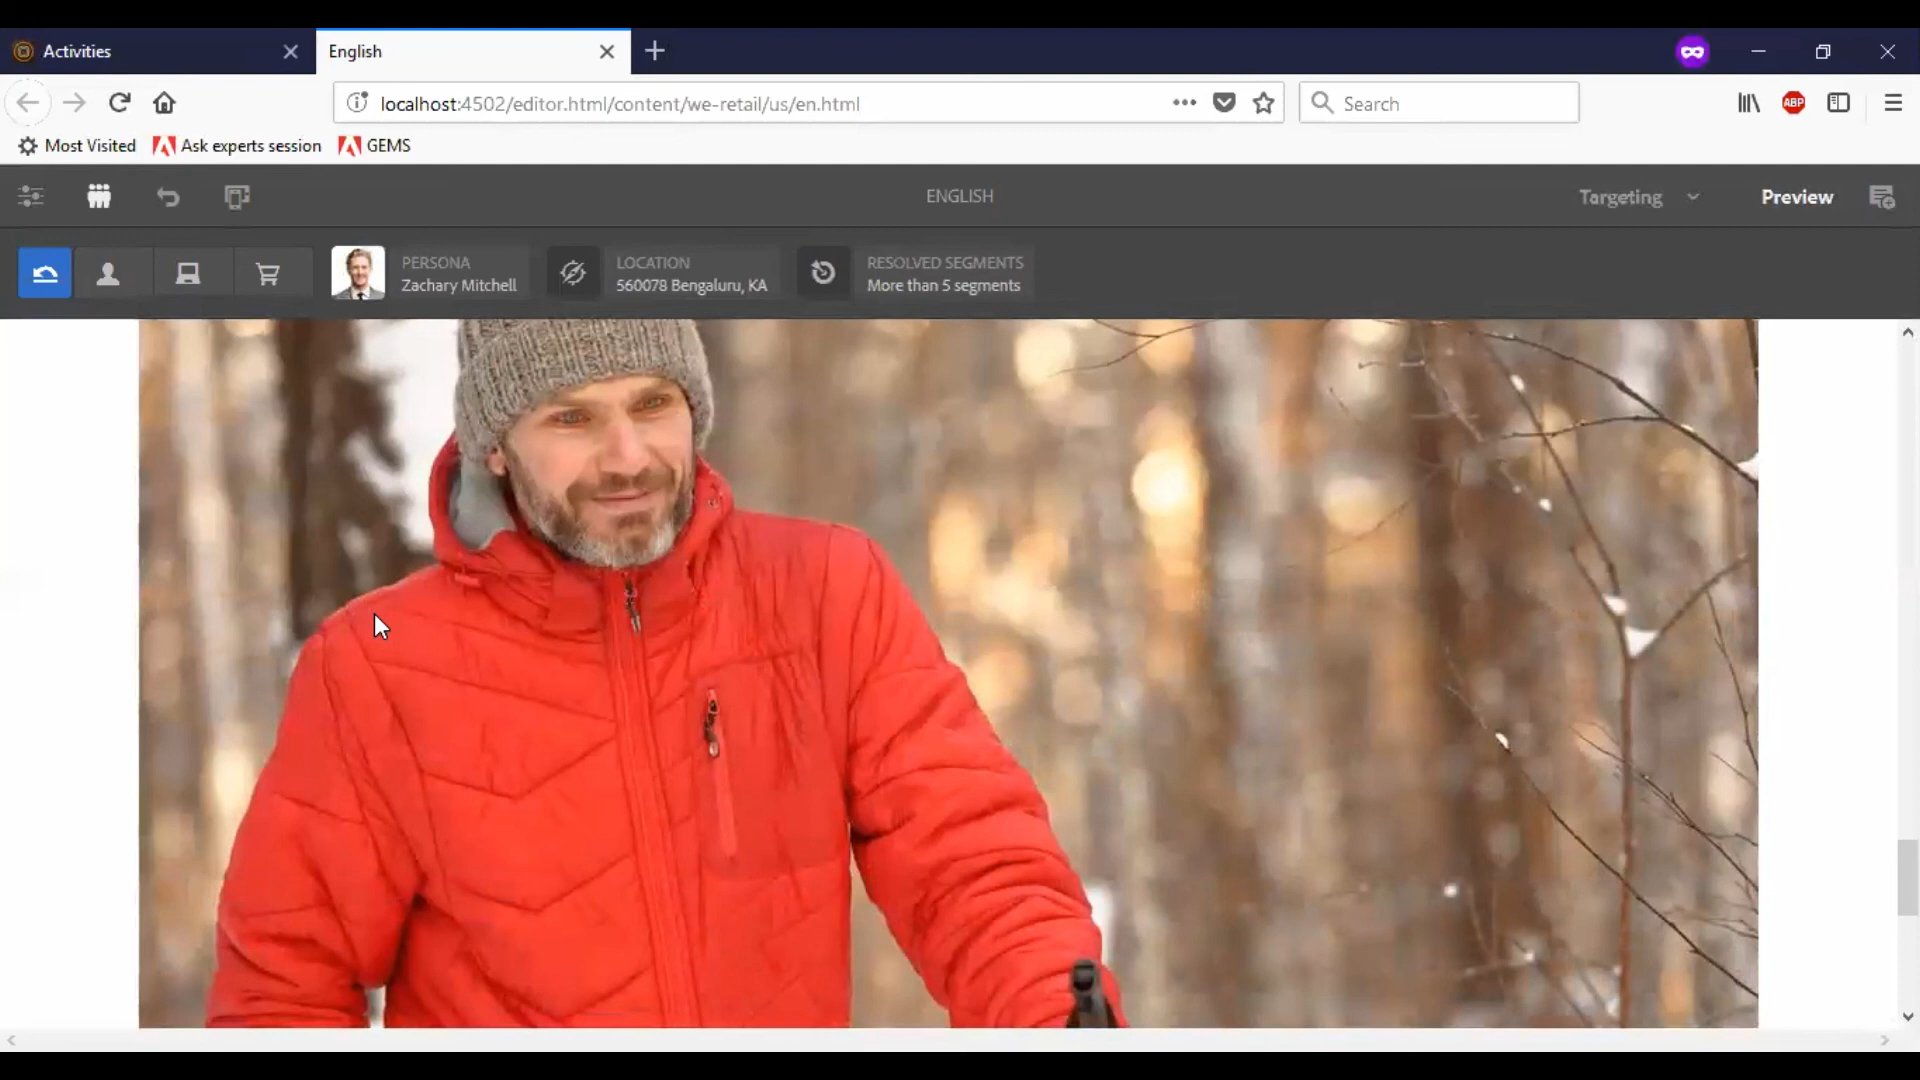 Activities
English
localhost:4502/editor.html/content/we-retail/us/en.html
Search
ABP
Most Visited
Ask experts session
GEMS
ENGLISH
Targeting
Preview
PERSONA
Zachary Mitchell
LOCATION
560078 Bengaluru, KA
RESOLVED SEGMENTS
More than 5 segments